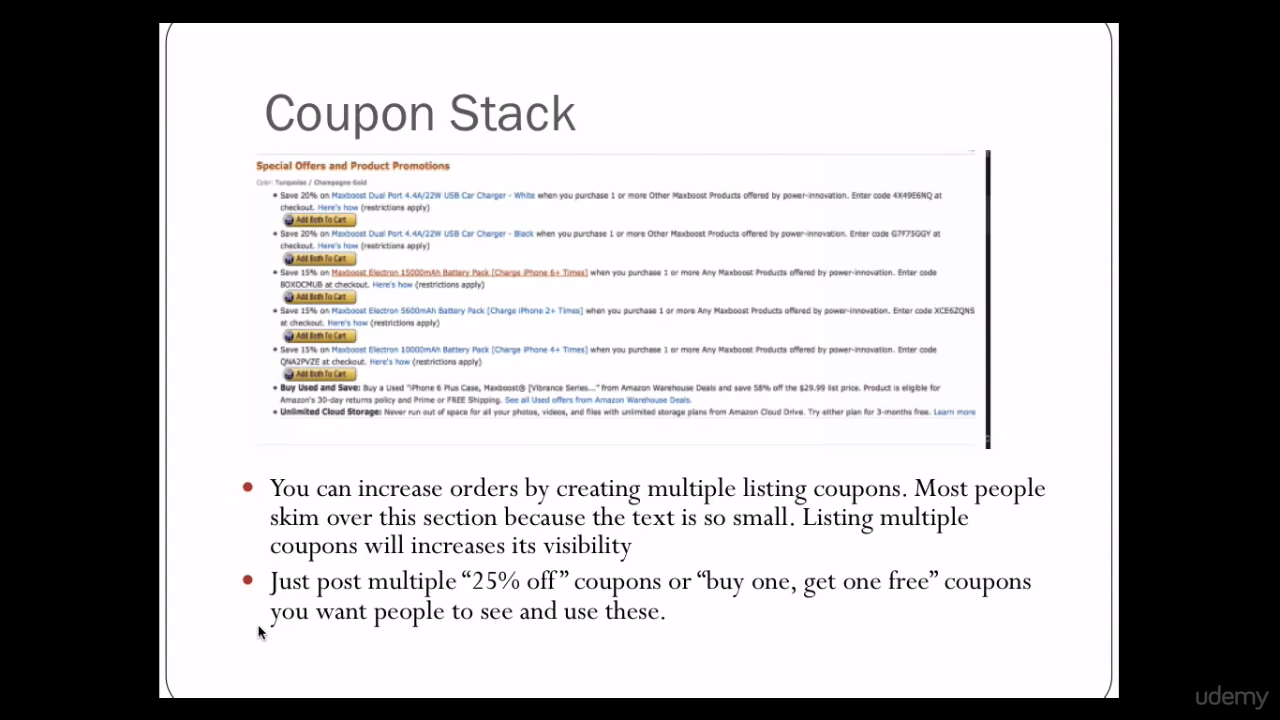 Coupon Stack
Special Offers and Product Promotions
Color: Turquoise / Champagne Gold
• Save 20% on Maxboost Dual Port 4.4A/22W USB Car Charger - White when you purchase 1 or more Other Maxboost Products offered by power-innovation. Enter code 4X49E6NQ at
checkout. Here's how (restrictions apply)
Add Both To Cart
• Save 20% on Maxboost Dual Port 4.4A/22W USB Car Charger - Black when you purchase 1 or more Other Maxboost Products offered by power-innovation. Enter code G7F75GGY at
checkout. Here's how (restrictions apply)
Add Both To Cart
• Save 15% on Maxboost Electron 15000mAh Battery Pack [Charge iPhone 6+ Times] when you purchase 1 or more Any Maxboost Products offered by power-innovation. Enter code
BOXOCMUB at checkout. Here's how (restrictions apply)
Add Both To Cart
• Save 15% on Maxboost Electron 5600mAh Battery Pack [Charge iPhone 2+ Times] when you purchase 1 or more Any Maxboost Products offered by power-innovation. Enter code XCE6ZQNS
at checkout. Here's how (restrictions apply)
Add Both To Cart
• Save 15% on Maxboost Electron 10000mAh Battery Pack [Charge iPhone 4+ Times] when you purchase 1 or more Any Maxboost Products offered by power-innovation. Enter code
QNA2PVZE at checkout. Here's how (restrictions apply)
Add Both To Cart
• Buy Used and Save: Buy a Used "iPhone 6 Plus Case, Maxboost® [Vibrance Series..." from Amazon Warehouse Deals and save 58% off the $29.99 list price. Product is eligible for
Amazon's 30-day returns policy and Prime or FREE Shipping. See all Used offers from Amazon Warehouse Deals.
• Unlimited Cloud Storage: Never run out of space for all your photos, videos, and files with unlimited storage plans from Amazon Cloud Drive. Try either plan for 3-months free. Learn more
• You can increase orders by creating multiple listing coupons. Most people
skim over this section because the text is so small. Listing multiple
coupons will increases its visibility
• Just post multiple “25% off” coupons or “buy one, get one free” coupons
you want people to see and use these.
udemy